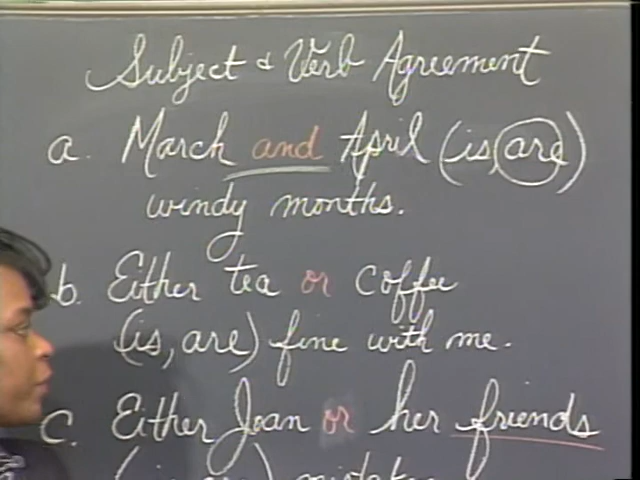 Subject & Verb Agreement
a. March and April (is, are)
windy months.
b. Either tea or coffee
(is, are) fine with me.
c. Either Joan or her friends